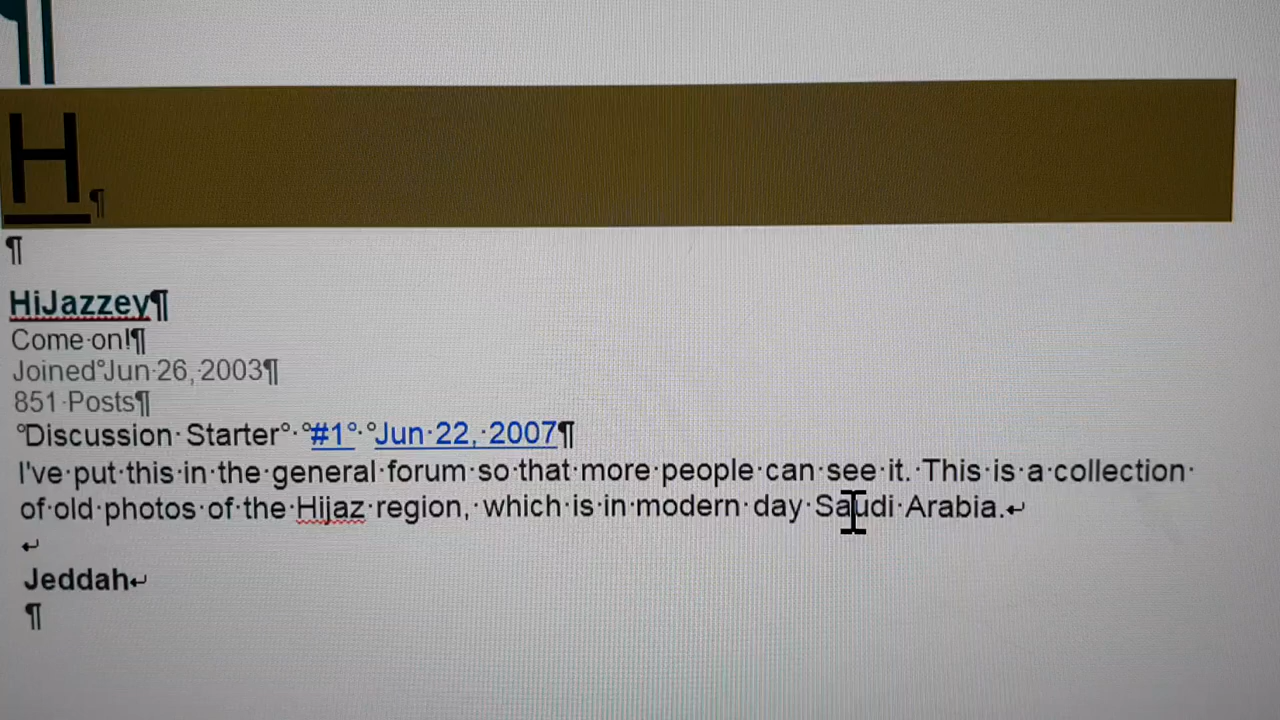 H
HiJazzey
Come on!
Joined Jun 26, 2003
851 Posts
Discussion Starter #1 Jun 22, 2007
I've put this in the general forum so that more people can see it. This is a collection
of old photos of the Hijaz region, which is in modern day Saudi Arabia.
Jeddah